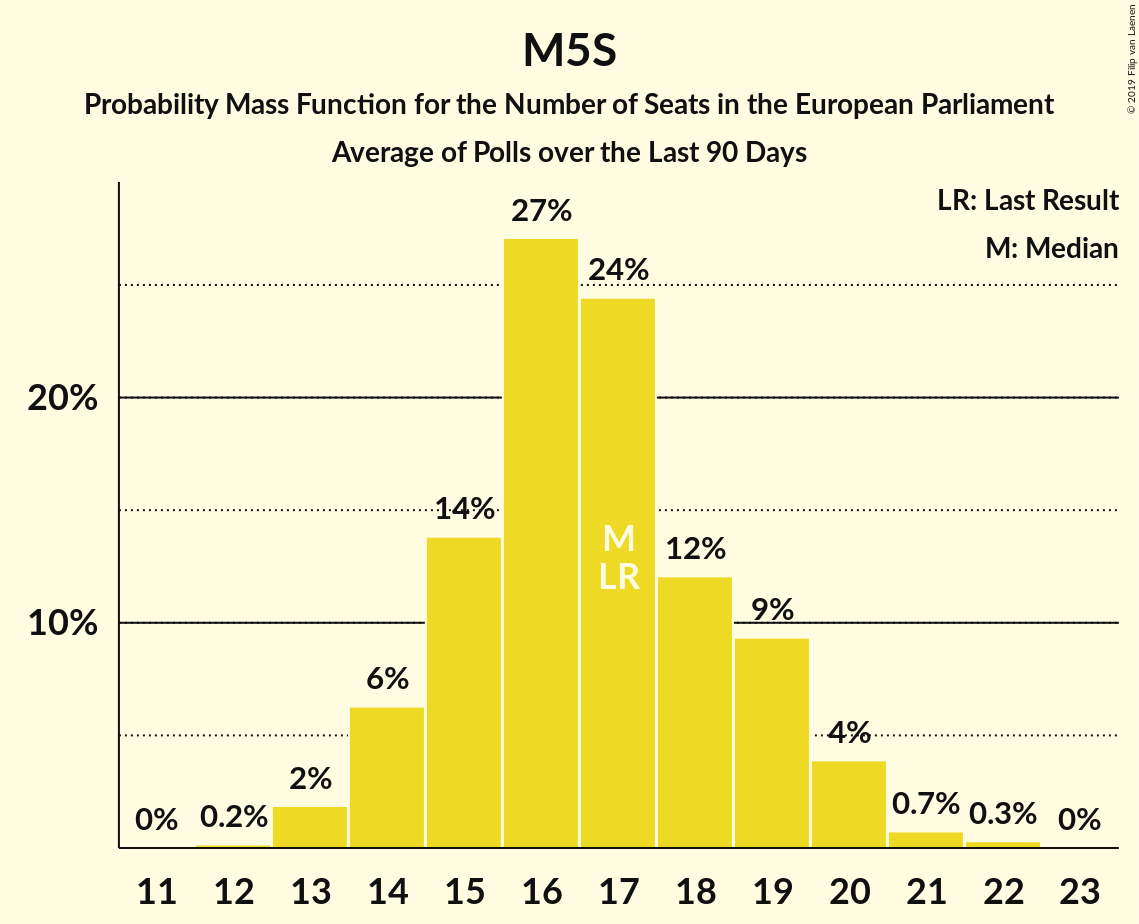 M5S
Probability Mass Function for the Number of Seats in the European Parliament
Average of Polls over the Last 90 Days
© 2019 Filip van Laenen
LR: Last Result
M: Median
20%
10%
0%
0.2%
2%
6%
14%
27%
24%
12%
9%
4%
0.7%
0.3%
0%
M
LR
11 12 13 14 15 16 17 18 19 20 21 22 23